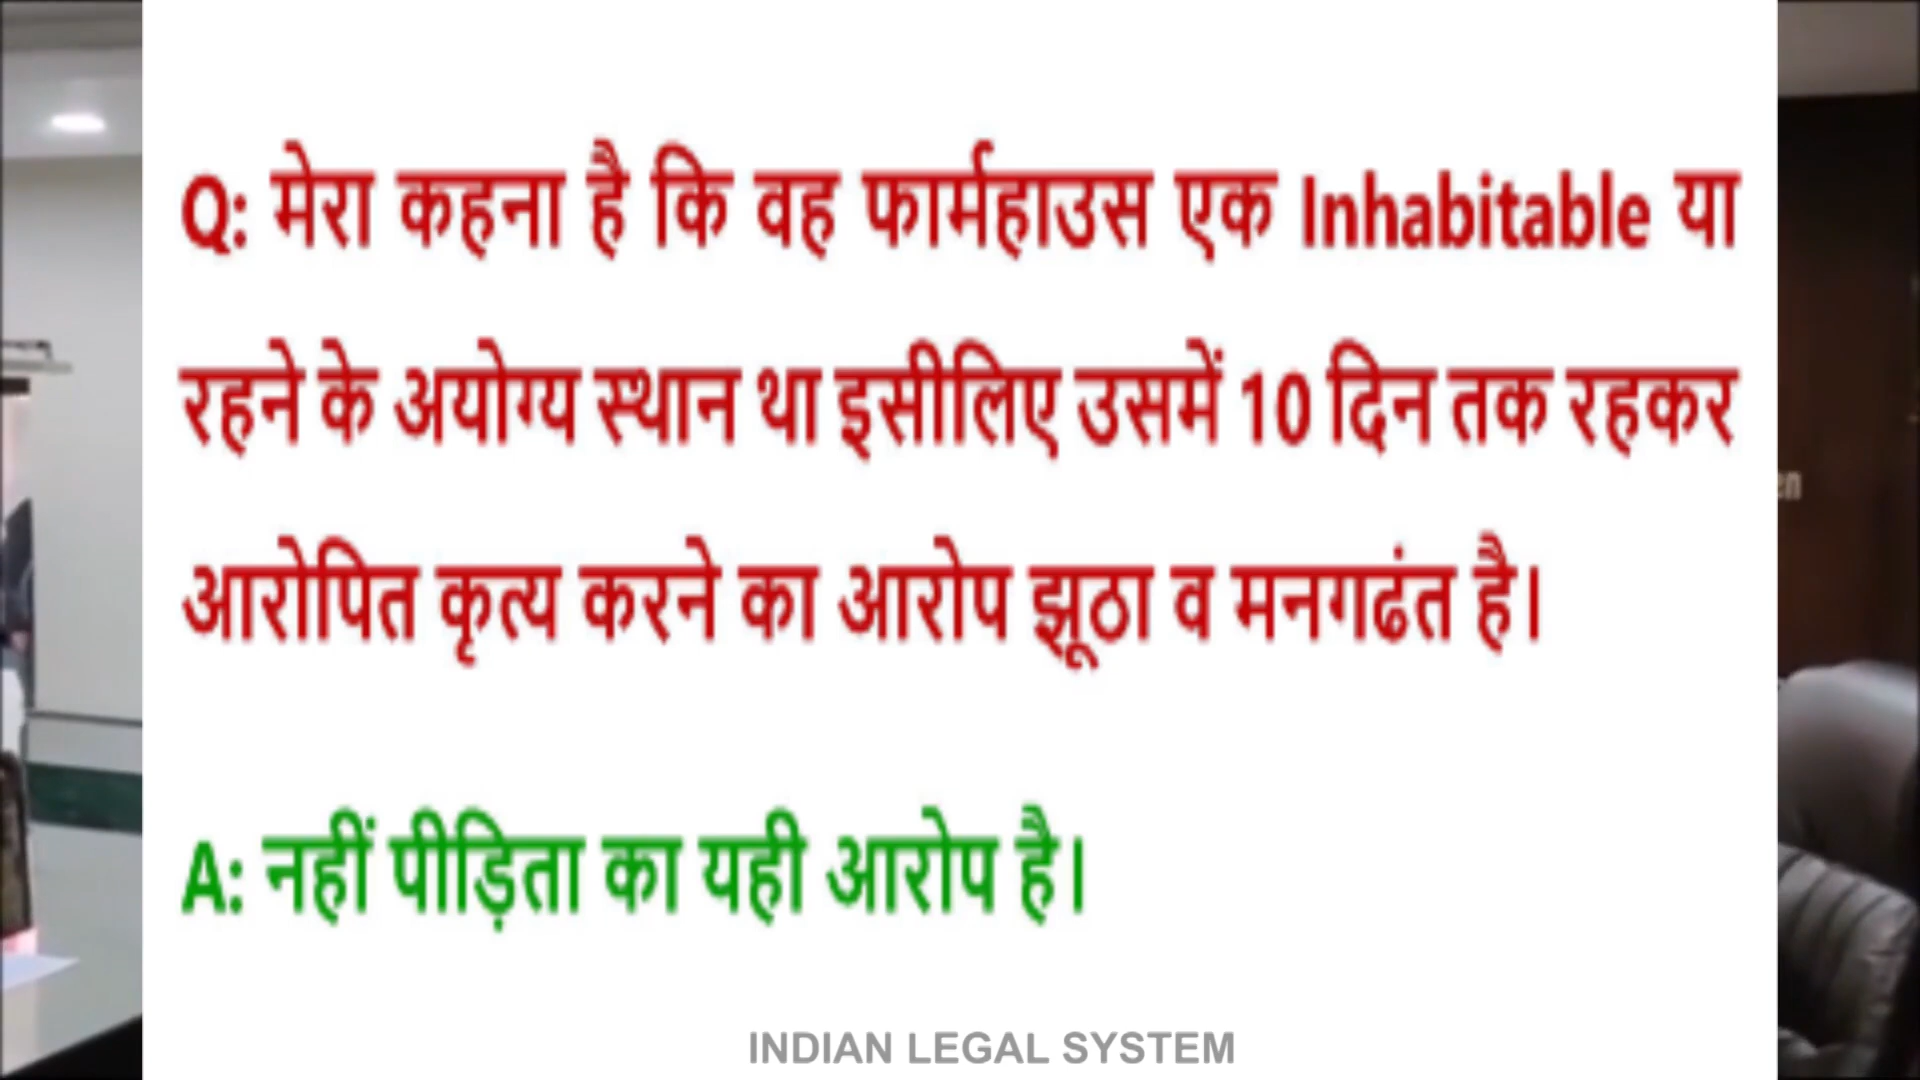 Q: मेरा कहना है कि वह फार्महाउस एक Inhabitable या
रहने के अयोग्य स्थान था इसीलिए उसमें 10 दिन तक रहकर
आरोपित कृत्य करने का आरोप झूठा व मनगढंत है।
A: नहीं पीड़िता का यही आरोप है।
INDIAN LEGAL SYSTEM